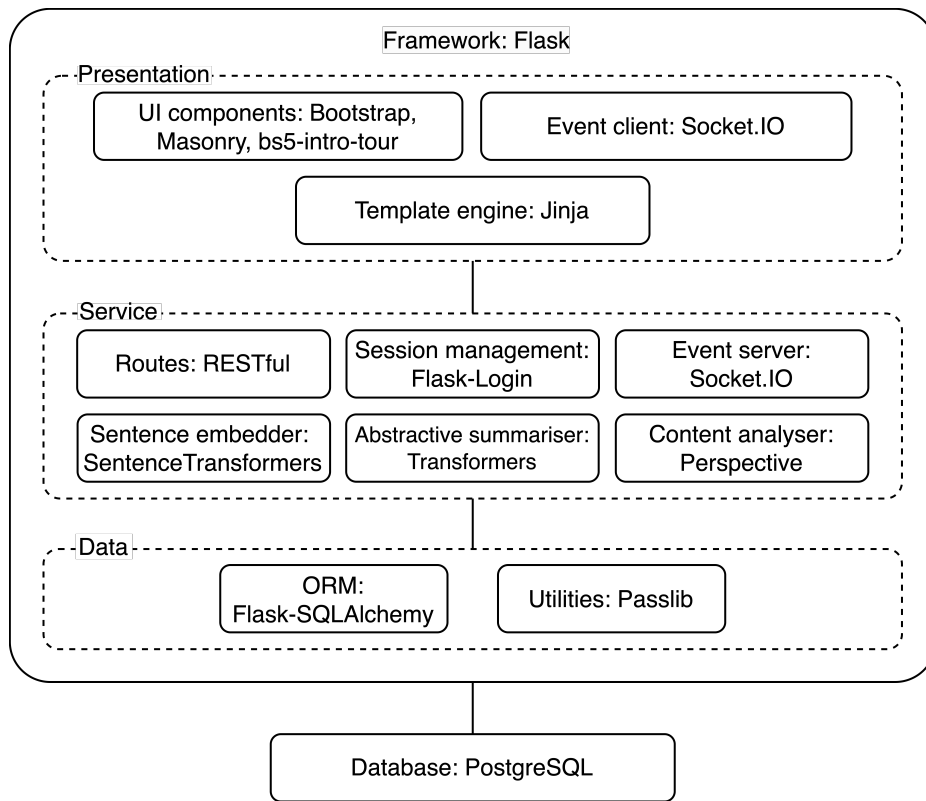 Framework: Flask
Presentation
UI components: Bootstrap,
Masonry, bs5-intro-tour
Event client: Socket.IO
Template engine: Jinja
Service
Routes: RESTful
Session management:
Flask-Login
Event server:
Socket.IO
Sentence embedder:
SentenceTransformers
Abstractive summariser:
Transformers
Content analyser:
Perspective
Data
ORM:
Flask-SQLAlchemy
Utilities: Passlib
Database: PostgreSQL